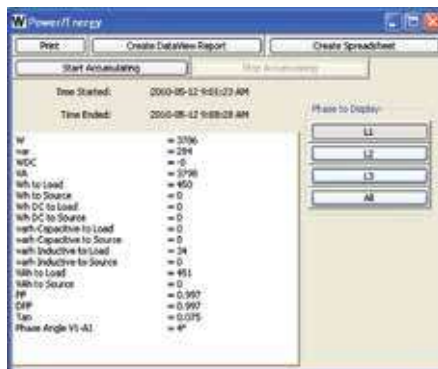 W Power/Energy
Print Create DataView Report Create Spreadsheet
Start Accumulating Stop Accumulating
Time Started: 2010-05-12 9:01:23 AM
Time Ended: 2010-05-12 9:08:28 AM
Phase to Display
L1
L2
L3
All
W = 3786
var = 284
WDC = -0
VA = 3798
Wh to Load = 450
Wh to Source = 0
Wh DC to Load = 0
Wh DC to Source = 0
varh Capacitive to Load = 0
varh Capacitive to Source = 0
varh Inductive to Load = 34
varh Inductive to Source = 0
VAh to Load = 451
VAh to Source = 0
PF = 0.997
DPF = 0.997
Tan = 0.075
Phase Angle V1-A1 = 4°